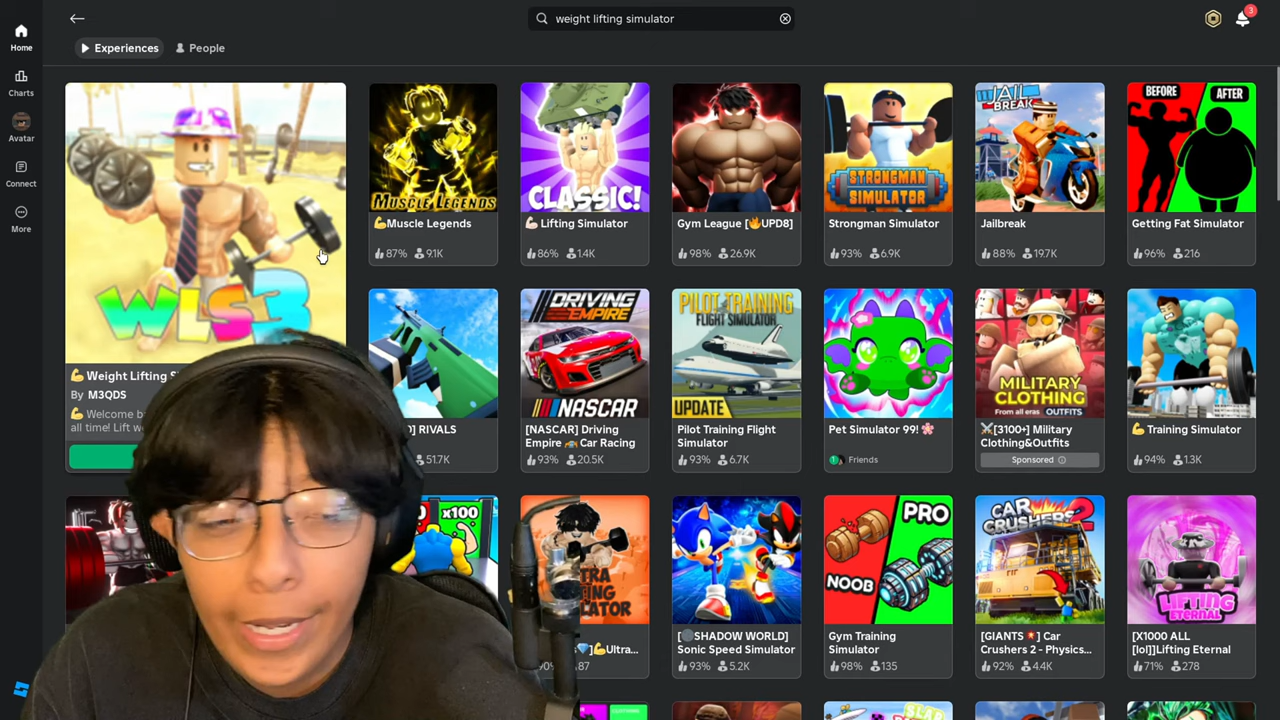 weight lifting simulator
3
Experiences
People
Home
Charts
Avatar
Connect
More
WLS3
💪Weight Lifting S
By M3QDS
💪 Welcome b
all time! Lift w
MUSCLE LEGENDS
💪Muscle Legends
87% 9.1K
CLASSIC!
💪🏻 Lifting Simulator
86% 1.4K
Gym League [🔥UPD8]
98% 26.9K
STRONGMAN
SIMULATOR
Strongman Simulator
93% 6.9K
JAIL
BREAK
Jailbreak
88% 19.7K
BEFORE
AFTER
Getting Fat Simulator
96% 216
RIVALS
51.7K
DRIVING
EMPIRE
NASCAR
[NASCAR] Driving
Empire 🏎️ Car Racing
93% 20.5K
PILOT TRAINING
FLIGHT SIMULATOR
UPDATE
Pilot Training Flight
Simulator
93% 6.7K
Pet Simulator 99! 🌸
1 Friends
MILITARY
CLOTHING
From all eras OUTFITS
⚔️[3100+] Military
Clothing&Outfits
Sponsored
💪 Training Simulator
94% 1.3K
x100
💪Ultra...
87
NOOB
PRO
[🌑SHADOW WORLD]
Sonic Speed Simulator
93% 5.2K
Gym Training
Simulator
98% 135
CAR
CRUSHERS
2
[GIANTS💥] Car
Crushers 2 - Physics...
92% 4.4K
LIFTING
ETERNAL
[X1000 ALL
[lol]]Lifting Eternal
71% 278